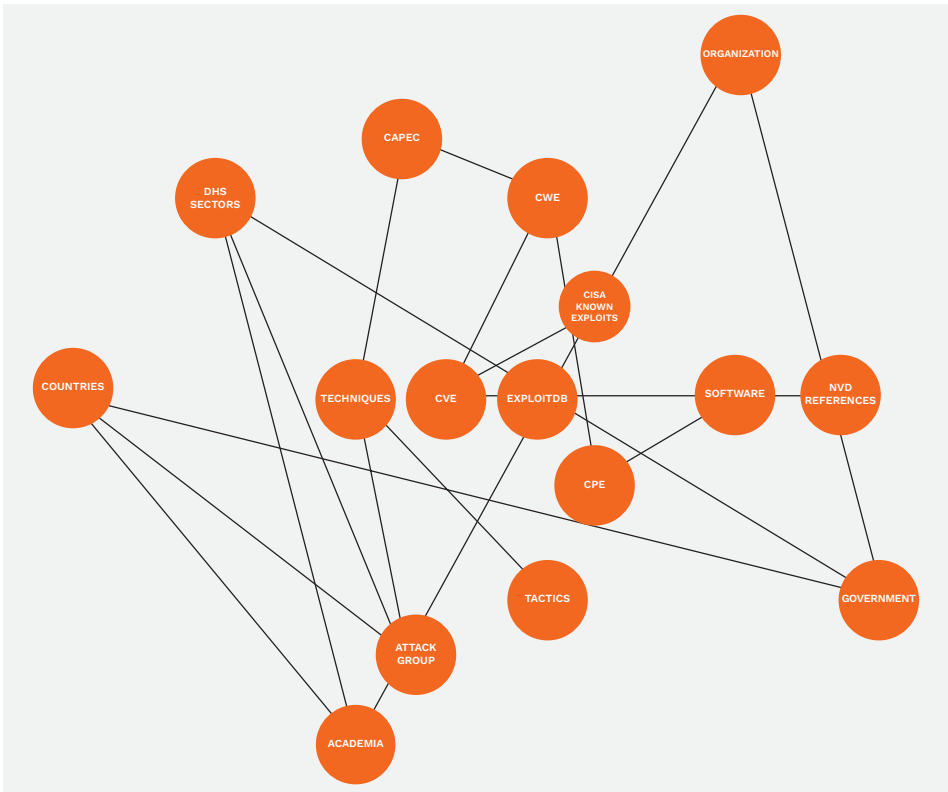 ORGANIZATION
CAPEC
DHS
SECTORS
CWE
CISA
KNOWN
EXPLOITS
COUNTRIES
TECHNIQUES
CVE
EXPLOITDB
SOFTWARE
NVD
REFERENCES
CPE
TACTICS
GOVERNMENT
ATTACK
GROUP
ACADEMIA